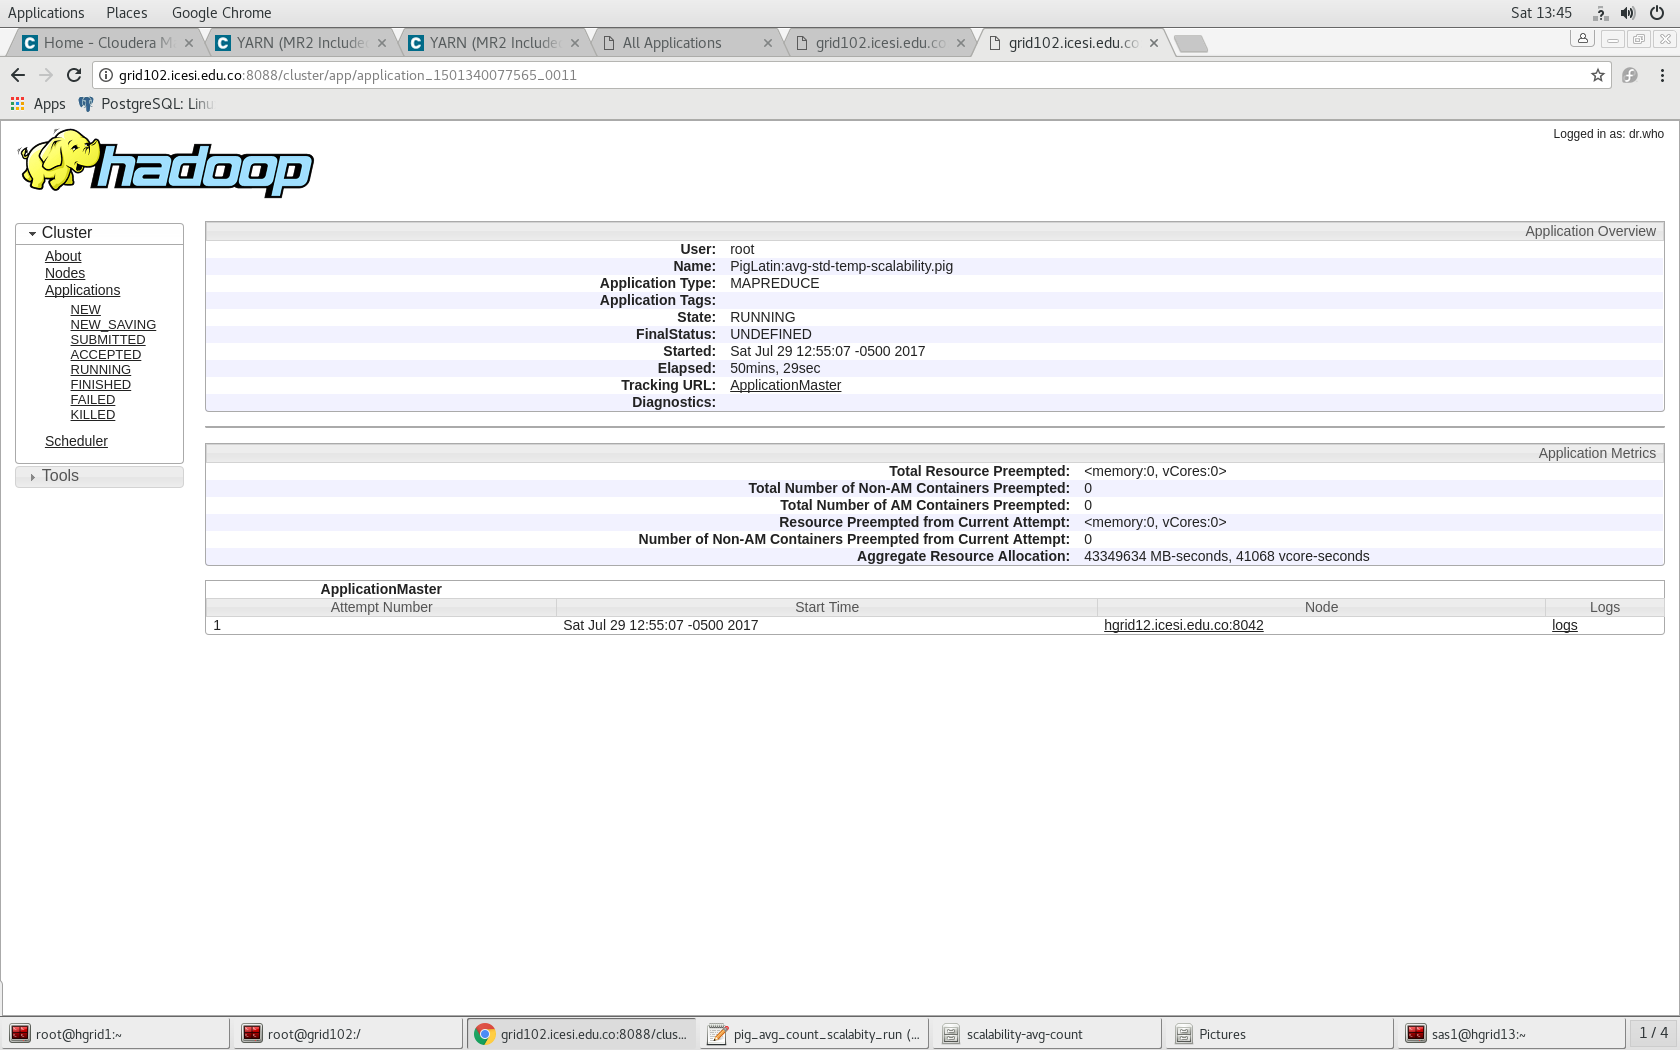 Applications Places Google Chrome Sat 13:45
Home - Cloudera M YARN (MR2 Include YARN (MR2 Include All Applications grid102.icesi.edu.co grid102.icesi.edu.co
grid102.icesi.edu.co:8088/cluster/app/application_1501340077565_0011
Apps PostgreSQL: Linu
Logged in as: dr.who
hadoop
Cluster
About
Nodes
Applications
NEW
NEW_SAVING
SUBMITTED
ACCEPTED
RUNNING
FINISHED
FAILED
KILLED
Scheduler
Tools
Application Overview
User: root
Name: PigLatin:avg-std-temp-scalability.pig
Application Type: MAPREDUCE
Application Tags:
State: RUNNING
FinalStatus: UNDEFINED
Started: Sat Jul 29 12:55:07 -0500 2017
Elapsed: 50mins, 29sec
Tracking URL: ApplicationMaster
Diagnostics:
Application Metrics
Total Resource Preempted: <memory:0, vCores:0>
Total Number of Non-AM Containers Preempted: 0
Total Number of AM Containers Preempted: 0
Resource Preempted from Current Attempt: <memory:0, vCores:0>
Number of Non-AM Containers Preempted from Current Attempt: 0
Aggregate Resource Allocation: 43349634 MB-seconds, 41068 vcore-seconds
ApplicationMaster
Attempt Number Start Time Node Logs
1 Sat Jul 29 12:55:07 -0500 2017 hgrid12.icesi.edu.co:8042 logs
root@hgrid1:~ root@grid102:/ grid102.icesi.edu.co:8088/clus... pig_avg_count_scalabity_run (... scalability-avg-count Pictures sas1@hgrid13:~ 1 / 4